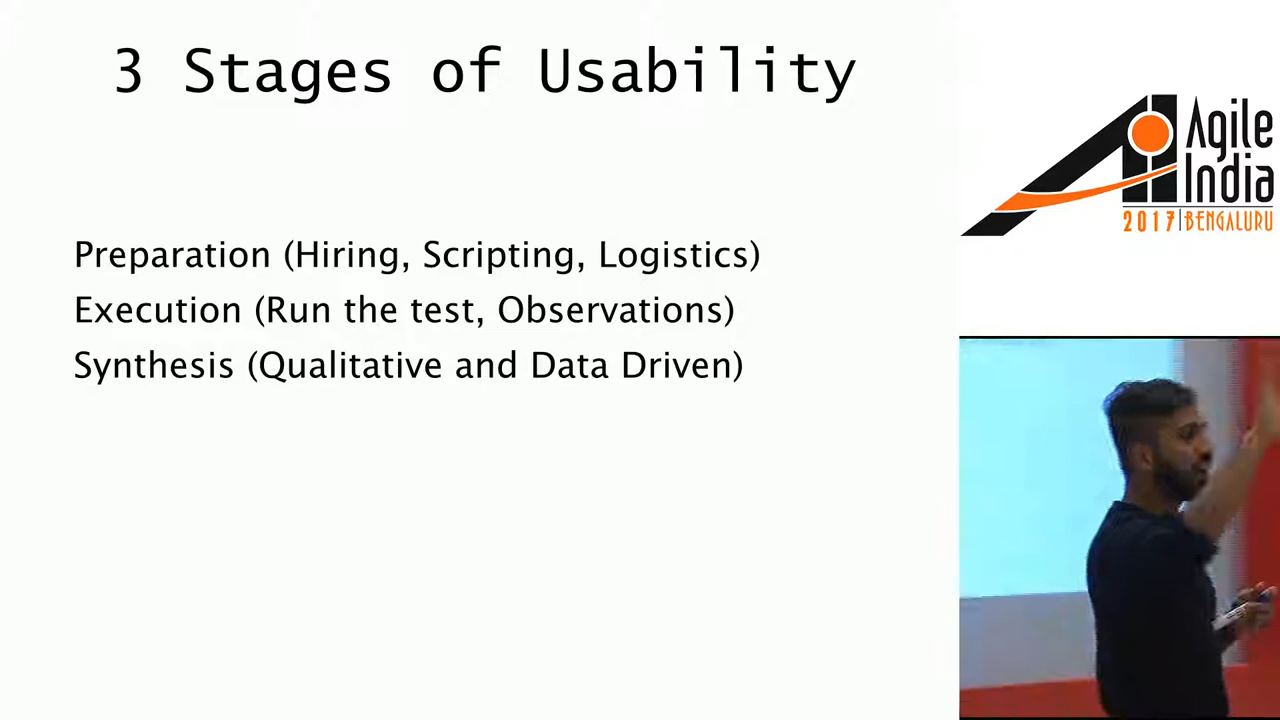 3 Stages of Usability
Preparation (Hiring, Scripting, Logistics)
Execution (Run the test, Observations)
Synthesis (Qualitative and Data Driven)
Agile
India
2017 | BENGALURU